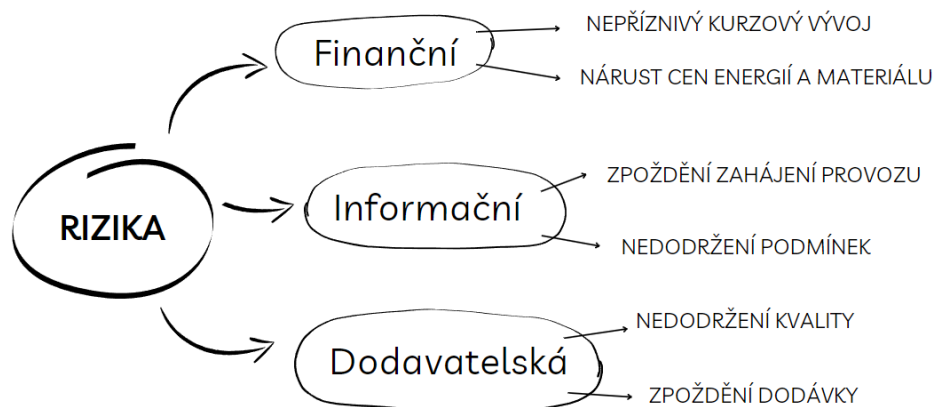 RIZIKA
Finanční
NEPŘÍZNIVÝ KURZOVÝ VÝVOJ
NÁRUST CEN ENERGIÍ A MATERIÁLU
Informační
ZPOŽDĚNÍ ZAHÁJENÍ PROVOZU
NEDODRŽENÍ PODMÍNEK
Dodavatelská
NEDODRŽENÍ KVALITY
ZPOŽDĚNÍ DODÁVKY